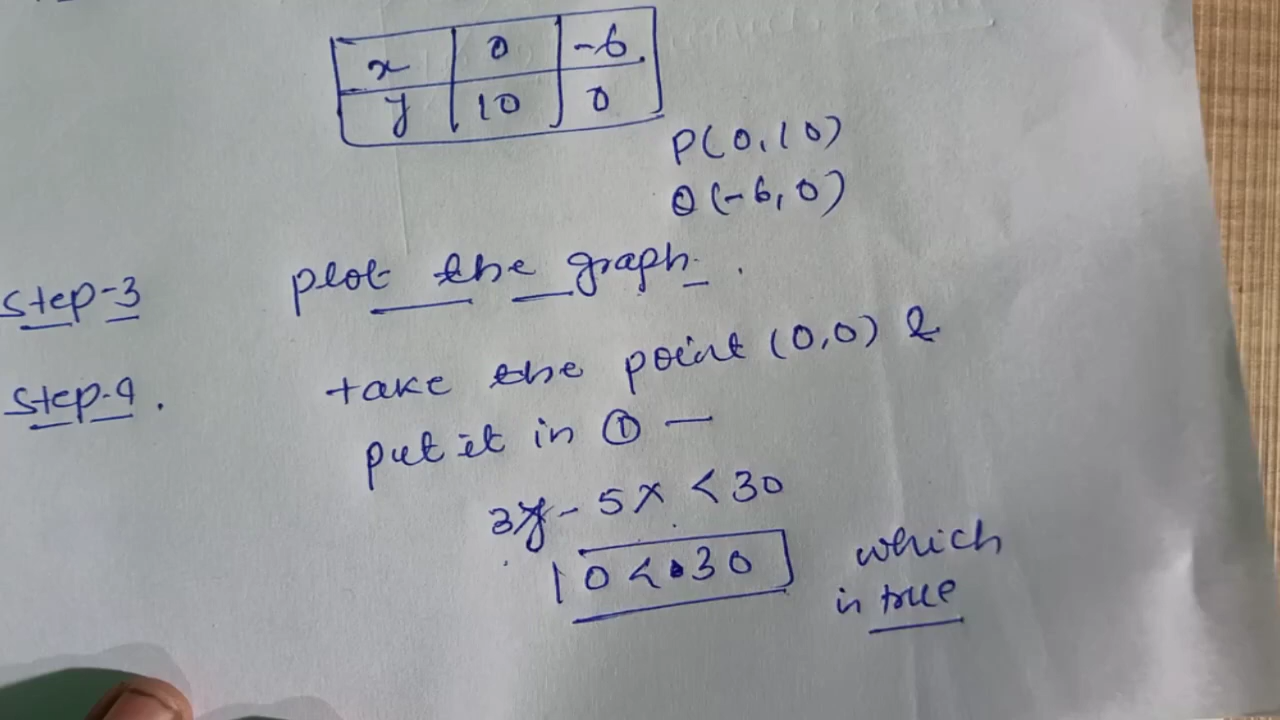 x 0 -6
y 10 0
P(0,10)
Q(-6,0)
Step-3 plot the graph.
Step-4. take the point (0,0) &
put it in ① —
3y - 5x < 30
0 < 30 which
is true